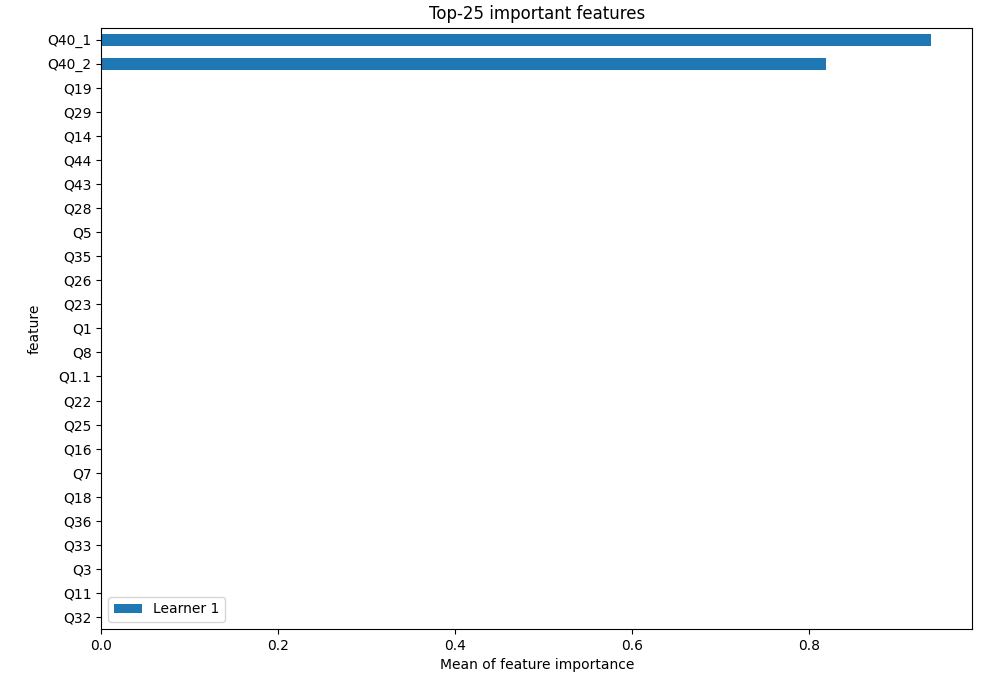 Top-25 important features
Q40_1
Q40_2
Q19
Q29
Q14
Q44
Q43
Q28
Q5
Q35
Q26
Q23
Q1
Q8
Q1.1
Q22
Q25
Q16
Q7
Q18
Q36
Q33
Q3
Q11
Q32
feature
Learner 1
0.0 0.2 0.4 0.6 0.8
Mean of feature importance